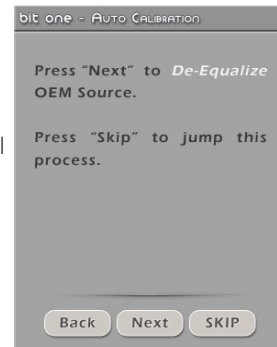 bit one - Auto Calibration
Press “Next” to De-Equalize
OEM Source.
Press “Skip” to jump this
process.
Back Next SKIP